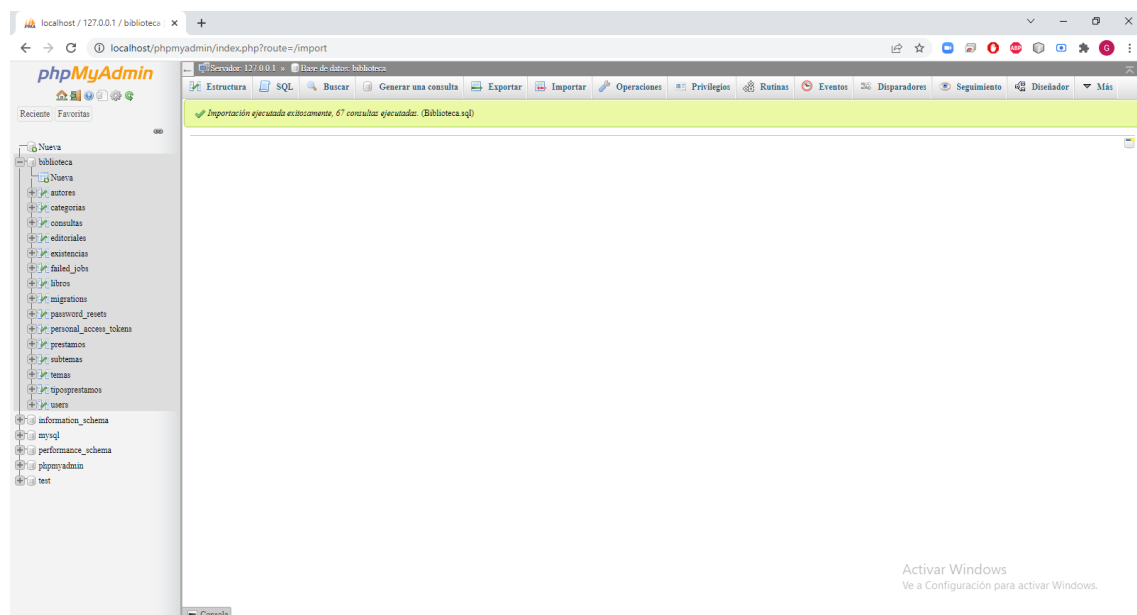 localhost / 127.0.0.1 / biblioteca
localhost/phpmyadmin/index.php?route=/import
ABP
G
phpMyAdmin
Reciente Favoritas
Nueva
biblioteca
Nueva
autores
categorias
consultas
editoriales
existencias
failed_jobs
libros
migrations
password_resets
personal_access_tokens
prestamos
subtemas
temas
tiposprestamos
users
information_schema
mysql
performance_schema
phpmyadmin
test
Servidor: 127.0.0.1 » Base de datos: biblioteca
Estructura SQL Buscar Generar una consulta Exportar Importar Operaciones Privilegios Rutinas Eventos Disparadores Seguimiento Diseñador Más
Importación ejecutada exitosamente, 67 consultas ejecutadas. (Biblioteca.sql)
Activar Windows
Ve a Configuración para activar Windows.
Consola